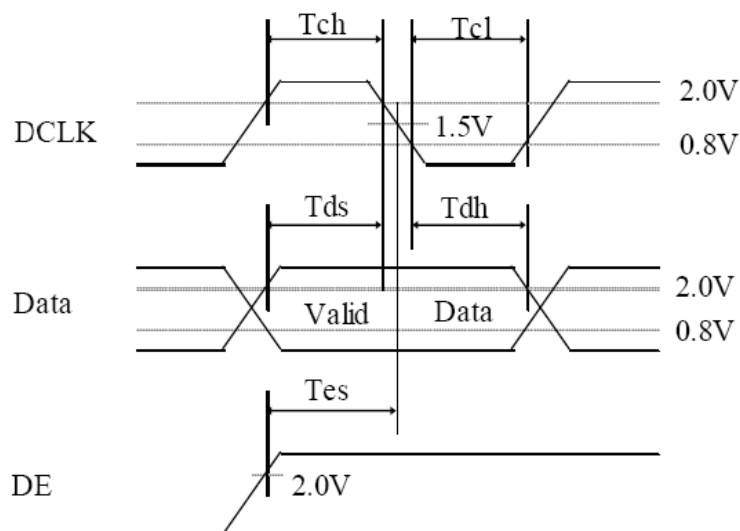 Tch Tcl
2.0V
DCLK 1.5V
0.8V
Tds Tdh
Data 2.0V
Valid Data
0.8V
Tes
DE 2.0V